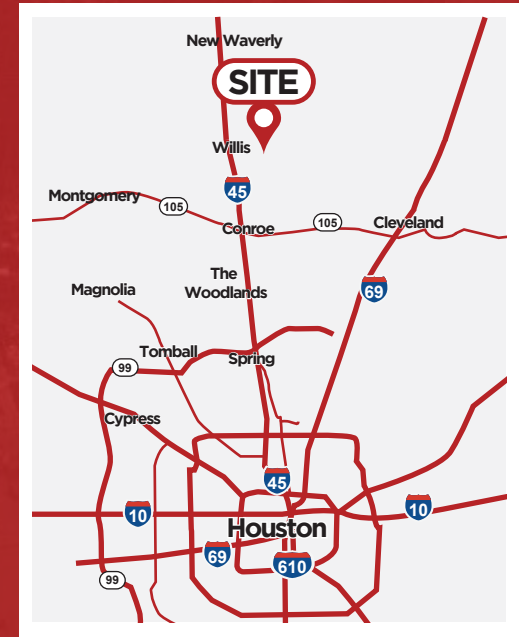 New Waverly
SITE
Willis
45
Montgomery
105
Conroe
105
Cleveland
The
Woodlands
69
Magnolia
Tomball
Spring
99
Cypress
45
10
10
Houston
69
610
99